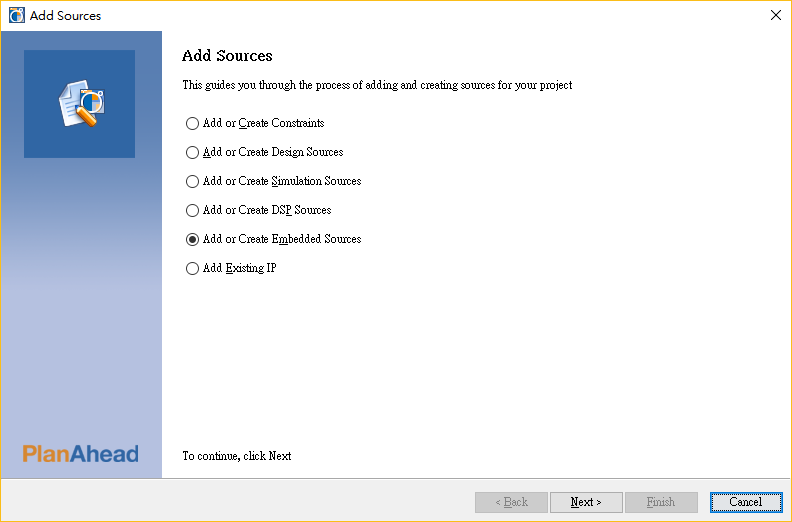 Add Sources
Add Sources
This guides you through the process of adding and creating sources for your project
Add or Create Constraints
Add or Create Design Sources
Add or Create Simulation Sources
Add or Create DSP Sources
Add or Create Embedded Sources
Add Existing IP
PlanAhead
To continue, click Next
< Back
Next >
Finish
Cancel